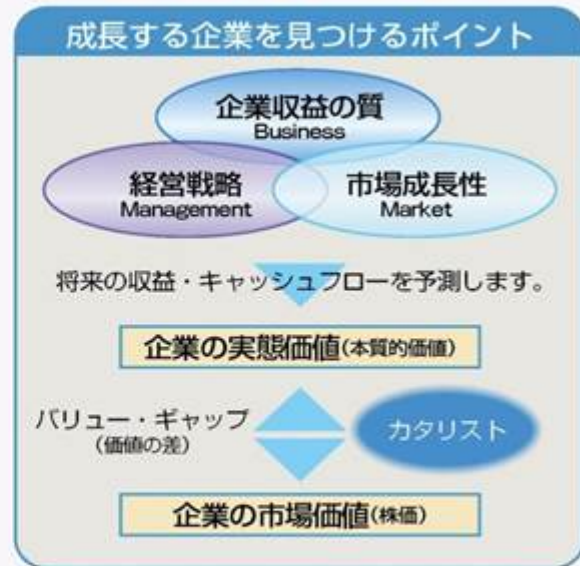 成長する企業を見つけるポイント
企業収益の質
Business
経営戦略
Management
市場成長性
Market
将来の収益・キャッシュフローを予測します。
企業の実態価値(本質的価値)
バリュー・ギャップ
(価値の差)
カタリスト
企業の市場価値(株価)